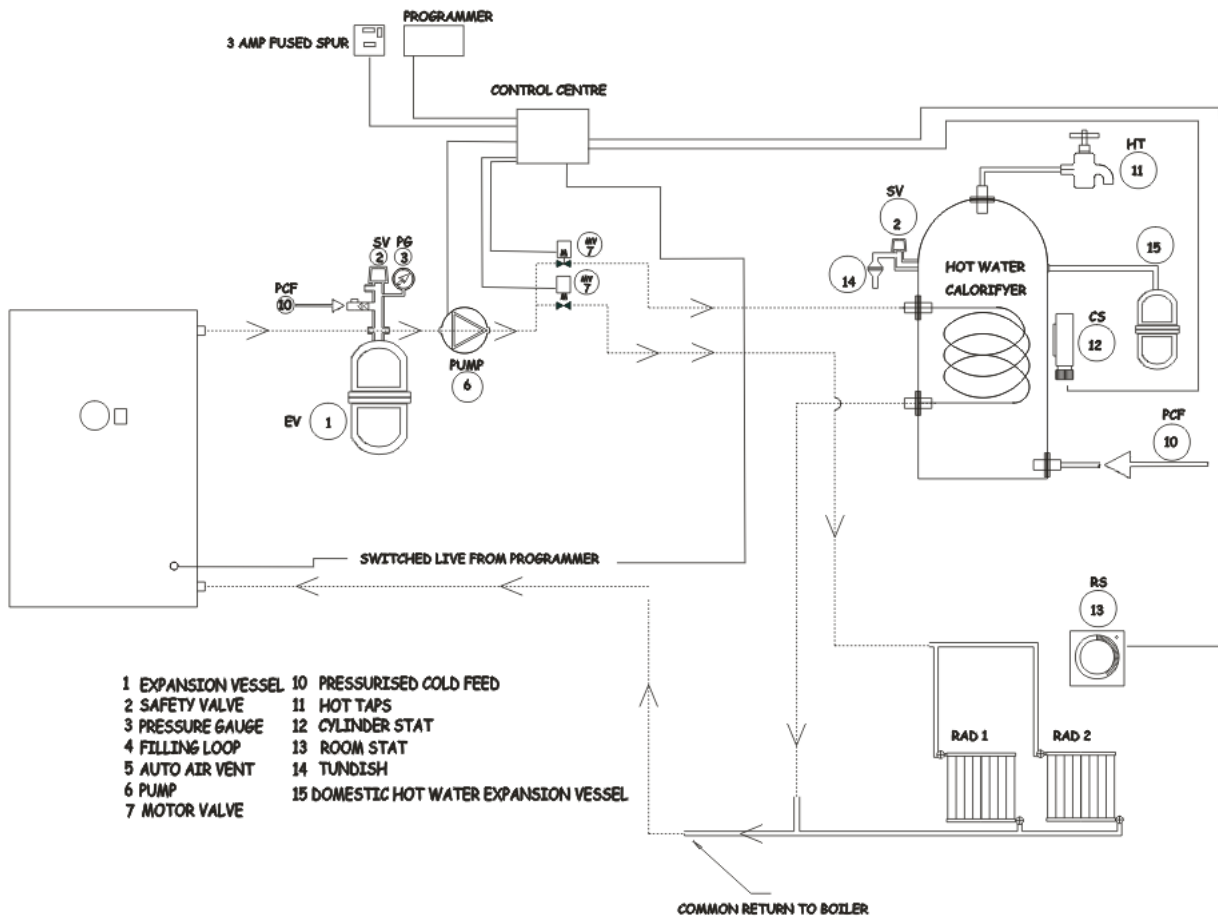 PROGRAMMER
3 AMP FUSED SPUR
CONTROL CENTRE
HT
11
SV
2
MV
7
MV
7
15
14
HOT WATER
CALORIFYER
SV PG
2 3
PCF
10
CS
12
PUMP
6
EV 1
PCF
10
SWITCHED LIVE FROM PROGRAMMER
RS
13
1 EXPANSION VESSEL
2 SAFETY VALVE
3 PRESSURE GAUGE
4 FILLING LOOP
5 AUTO AIR VENT
6 PUMP
7 MOTOR VALVE
10 PRESSURISED COLD FEED
11 HOT TAPS
12 CYLINDER STAT
13 ROOM STAT
14 TUNDISH
15 DOMESTIC HOT WATER EXPANSION VESSEL
RAD 1
RAD 2
COMMON RETURN TO BOILER